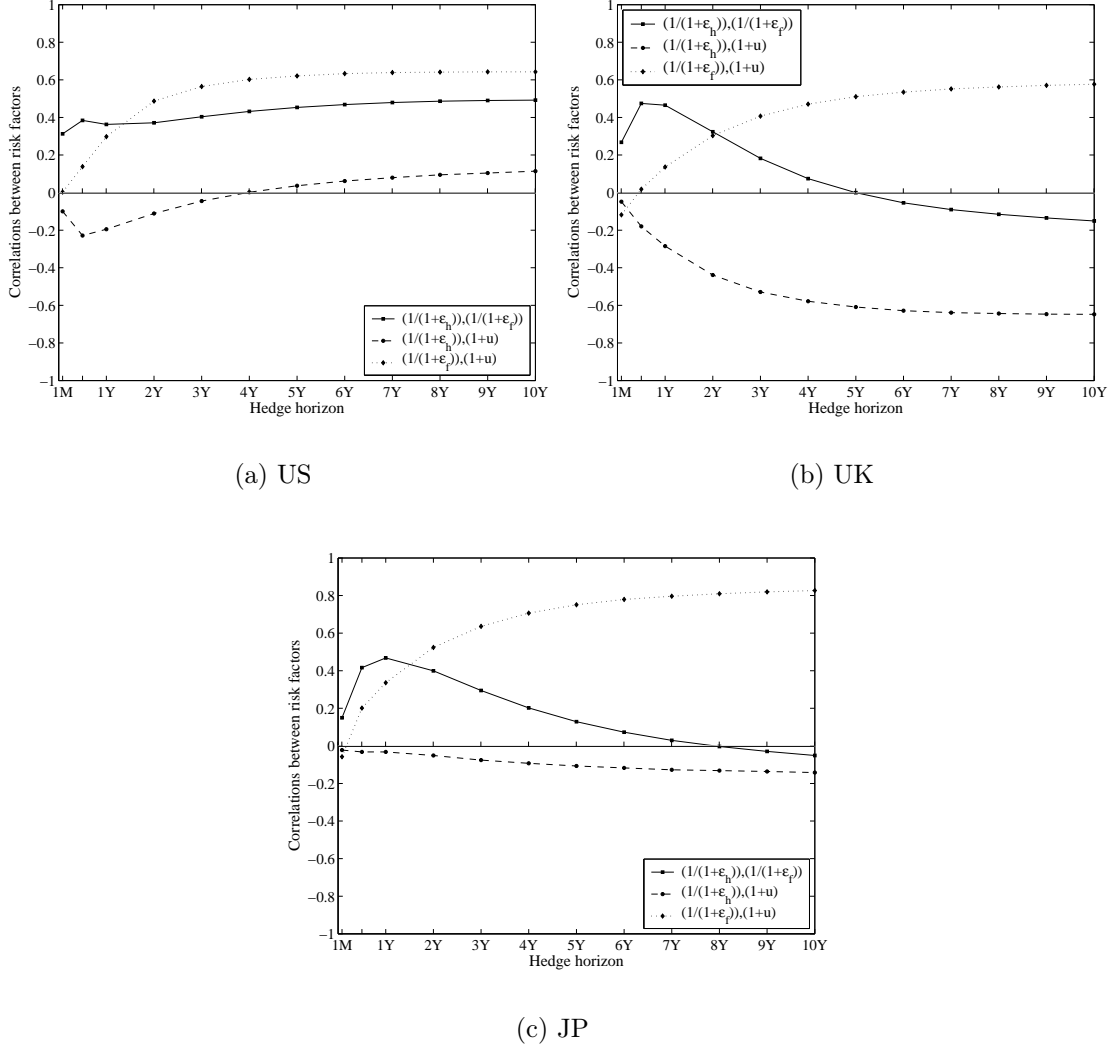 1
0.8
0.6
0.4
0.2
0
−0.2
−0.4
−0.6
−0.8
−1
Correlations between risk factors
(1/(1+ε_h)),(1/(1+ε_f))
(1/(1+ε_h)),(1+u)
(1/(1+ε_f)),(1+u)
1M 1Y 2Y 3Y 4Y 5Y 6Y 7Y 8Y 9Y 10Y
Hedge horizon
(a) US
1
0.8
0.6
0.4
0.2
0
−0.2
−0.4
−0.6
−0.8
−1
Correlations between risk factors
(1/(1+ε_h)),(1/(1+ε_f))
(1/(1+ε_h)),(1+u)
(1/(1+ε_f)),(1+u)
1M 1Y 2Y 3Y 4Y 5Y 6Y 7Y 8Y 9Y 10Y
Hedge horizon
(b) UK
1
0.8
0.6
0.4
0.2
0
−0.2
−0.4
−0.6
−0.8
−1
Correlations between risk factors
(1/(1+ε_h)),(1/(1+ε_f))
(1/(1+ε_h)),(1+u)
(1/(1+ε_f)),(1+u)
1M 1Y 2Y 3Y 4Y 5Y 6Y 7Y 8Y 9Y 10Y
Hedge horizon
(c) JP